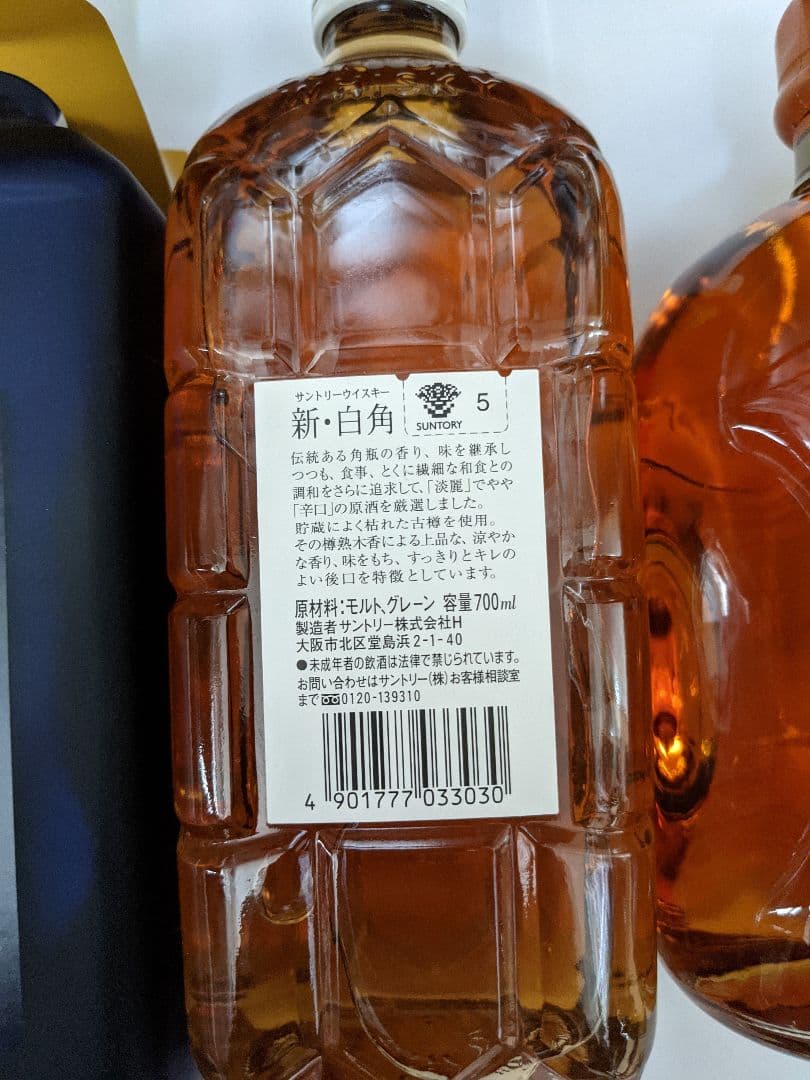 WHISKY
サントリーウイスキー
新・白角
SUNTORY
5
伝統ある角瓶の香り、味を継承し
つつも、食事、とくに繊細な和食との
調和をさらに追求して、「淡麗」でやや
「辛口」の原酒を厳選しました。
貯蔵によく枯れた古樽を使用。
その樽熟木香による上品な、涼やか
な香り、味をもち、すっきりとキレの
よい後口を特徴としています。
原材料:モルト、グレーン 容量700ml
製造者サントリー株式会社H
大阪市北区堂島浜2-1-40
●未成年者の飲酒は法律で禁じられています。
お問い合わせはサントリー(株)お客様相談室
まで0120-139310
4 901777 033030